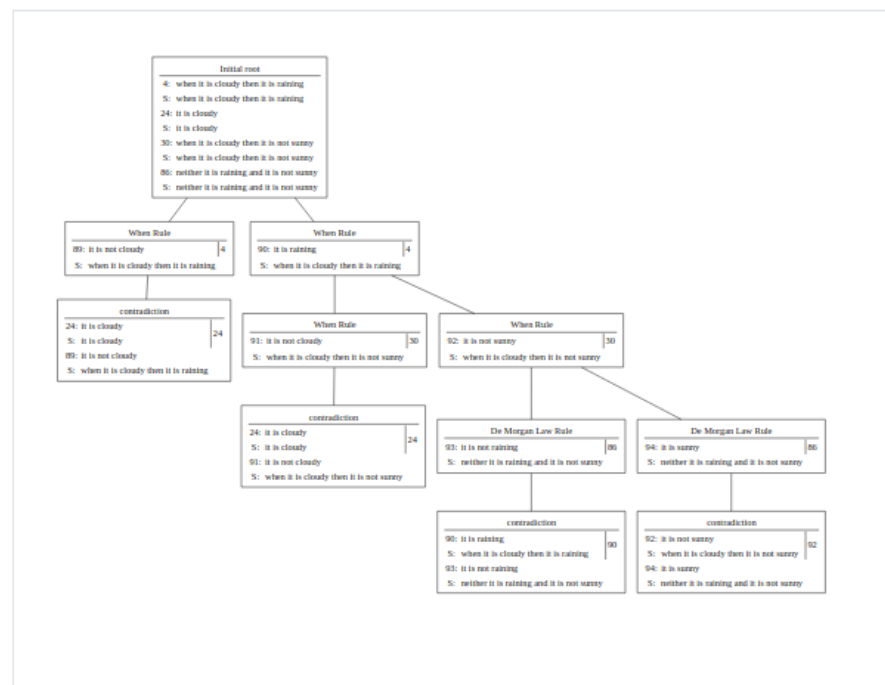 Initial root
4: when it is cloudy then it is raining
S: when it is cloudy then it is raining
24: it is cloudy
S: it is cloudy
30: when it is cloudy then it is not sunny
S: when it is cloudy then it is not sunny
86: neither it is raining and it is not sunny
S: neither it is raining and it is not sunny
When Rule
89: it is not cloudy 4
S: when it is cloudy then it is raining
When Rule
90: it is raining 4
S: when it is cloudy then it is raining
contradiction
24: it is cloudy
S: it is cloudy 24
89: it is not cloudy
S: when it is cloudy then it is raining
When Rule
91: it is not cloudy 30
S: when it is cloudy then it is not sunny
When Rule
92: it is not sunny 30
S: when it is cloudy then it is not sunny
contradiction
24: it is cloudy
S: it is cloudy 24
91: it is not cloudy
S: when it is cloudy then it is not sunny
De Morgan Law Rule
93: it is not raining 86
S: neither it is raining and it is not sunny
De Morgan Law Rule
94: it is sunny 86
S: neither it is raining and it is not sunny
contradiction
90: it is raining
S: when it is cloudy then it is raining 90
93: it is not raining
S: neither it is raining and it is not sunny
contradiction
92: it is not sunny
S: when it is cloudy then it is not sunny 92
94: it is sunny
S: neither it is raining and it is not sunny